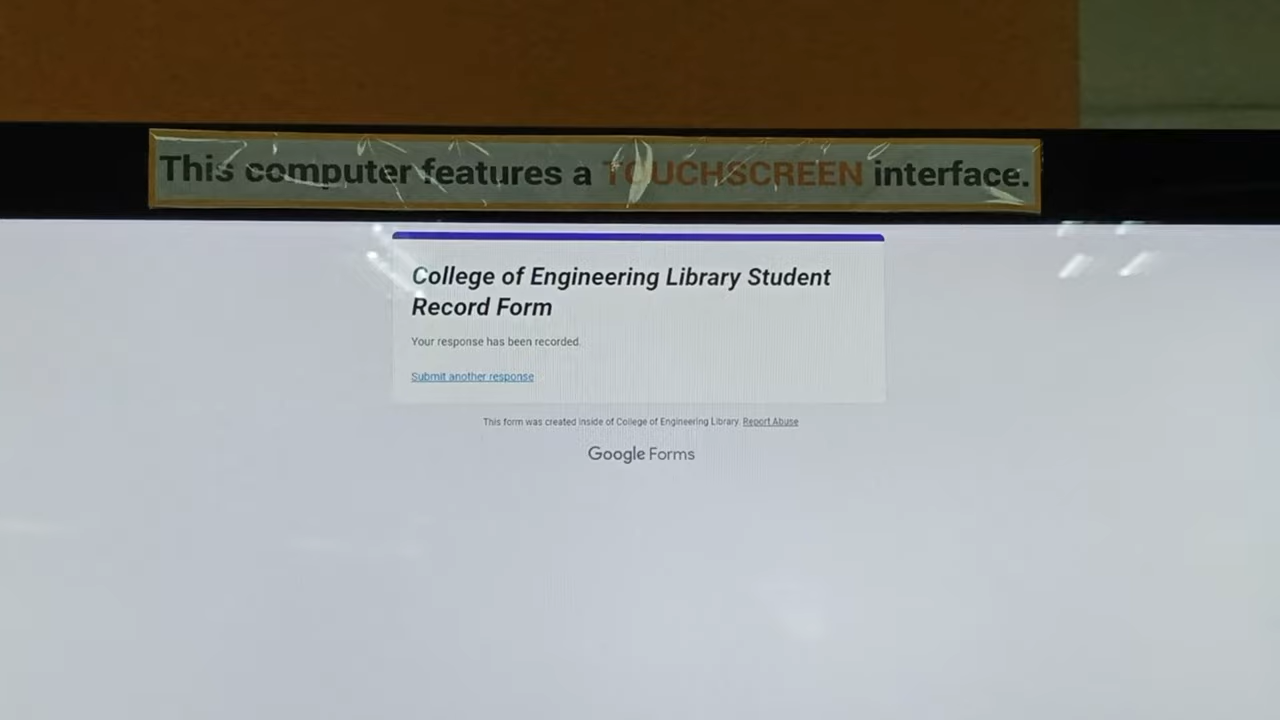 This computer features a TOUCHSCREEN interface.
College of Engineering Library Student
Record Form
Your response has been recorded.
Submit another response
This form was created inside of College of Engineering Library. Report Abuse
Google Forms